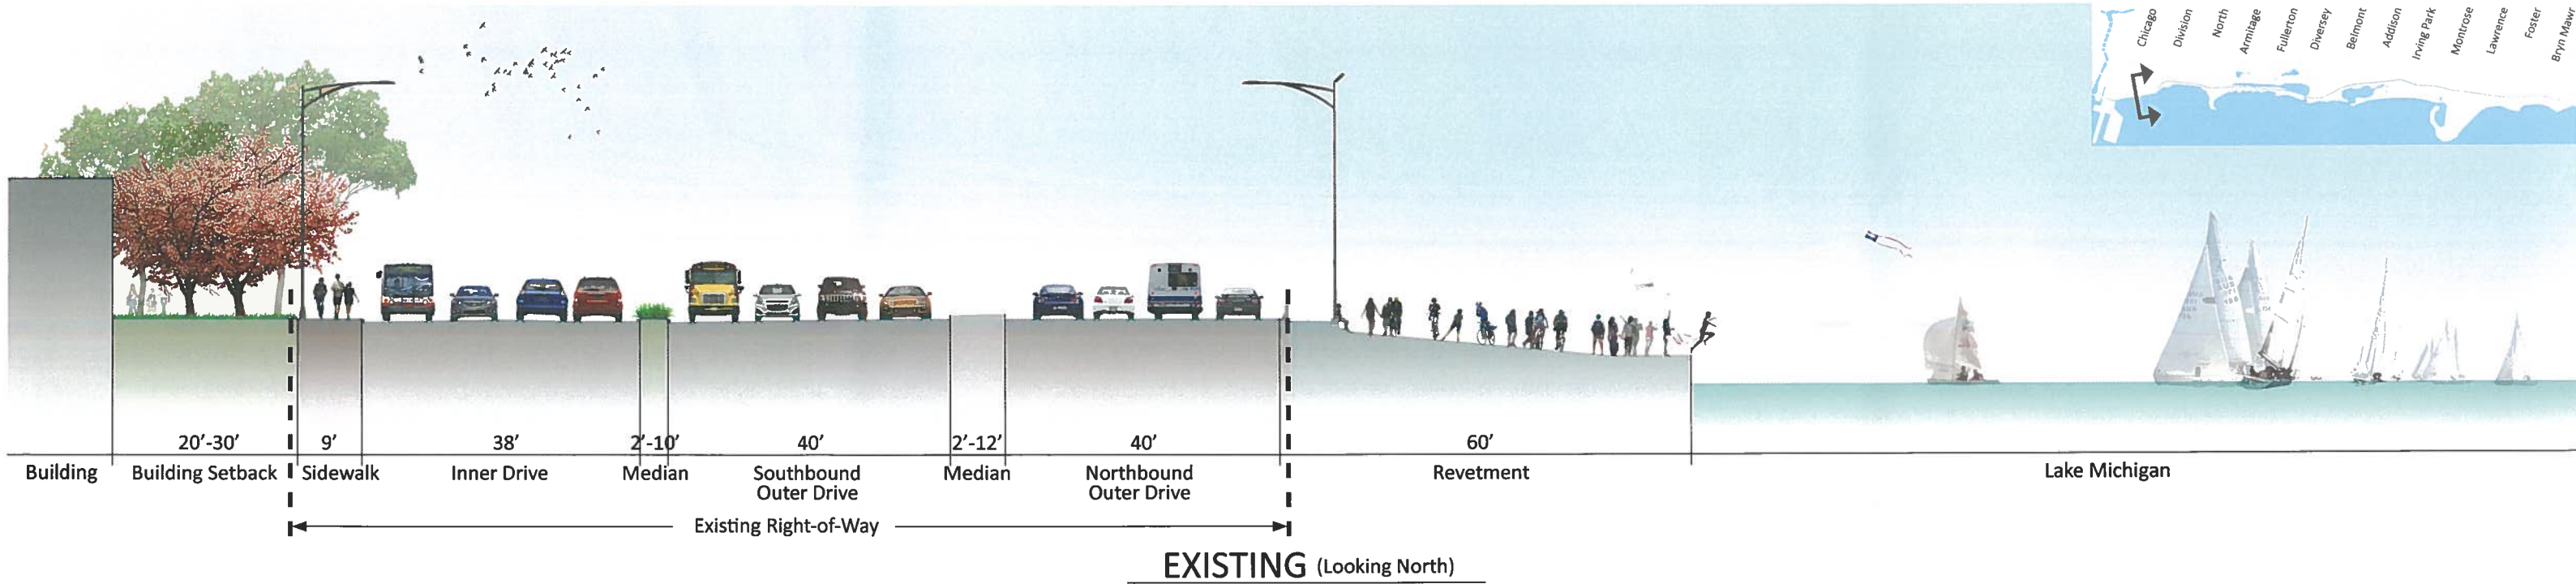 Chicago
Division
North
Armitage
Fullerton
Diversey
Belmont
Addison
Irving Park
Montrose
Lawrence
Foster
Bryn Mawr
20'-30' 9' 38' 2'-10' 40' 2'-12' 40' 60'
Building Building Setback Sidewalk Inner Drive Median Southbound Median Northbound Revetment Lake Michigan
Outer Drive Outer Drive
Existing Right-of-Way
EXISTING (Looking North)